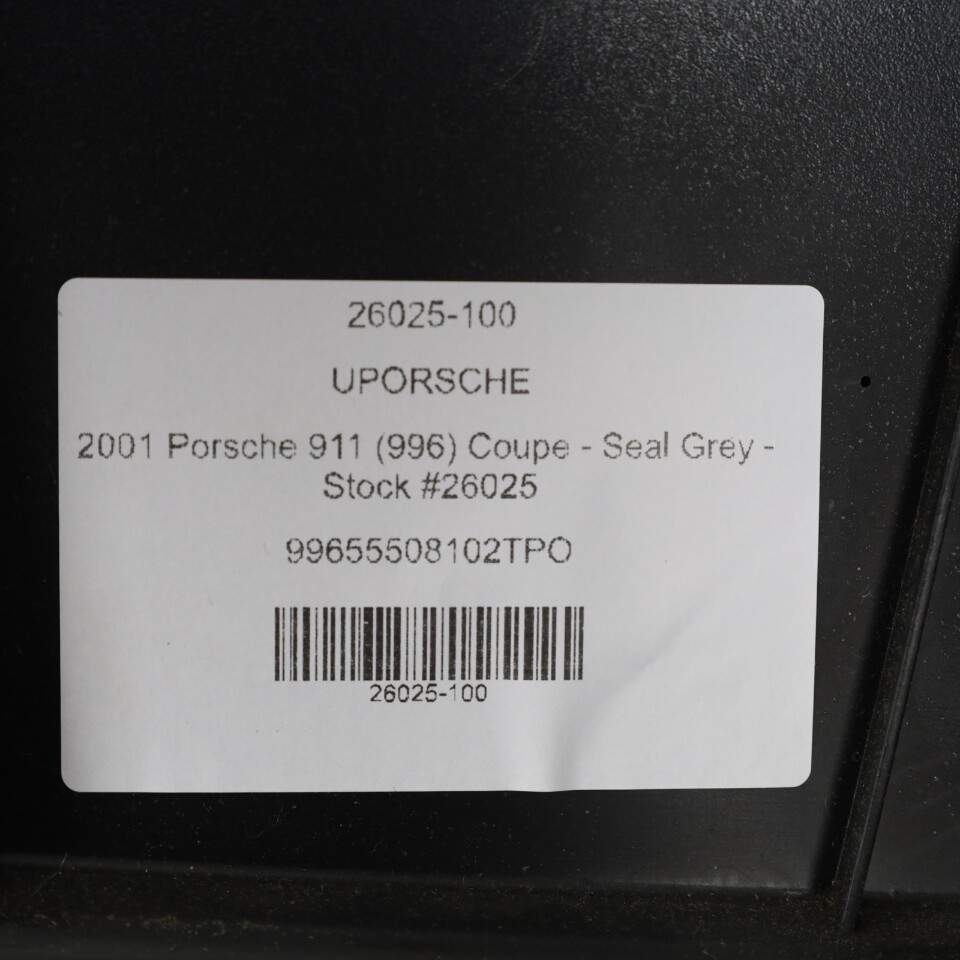 26025-100
UPORSCHE
2001 Porsche 911 (996) Coupe - Seal Grey -
Stock #26025
99655508102TPO
26025-100